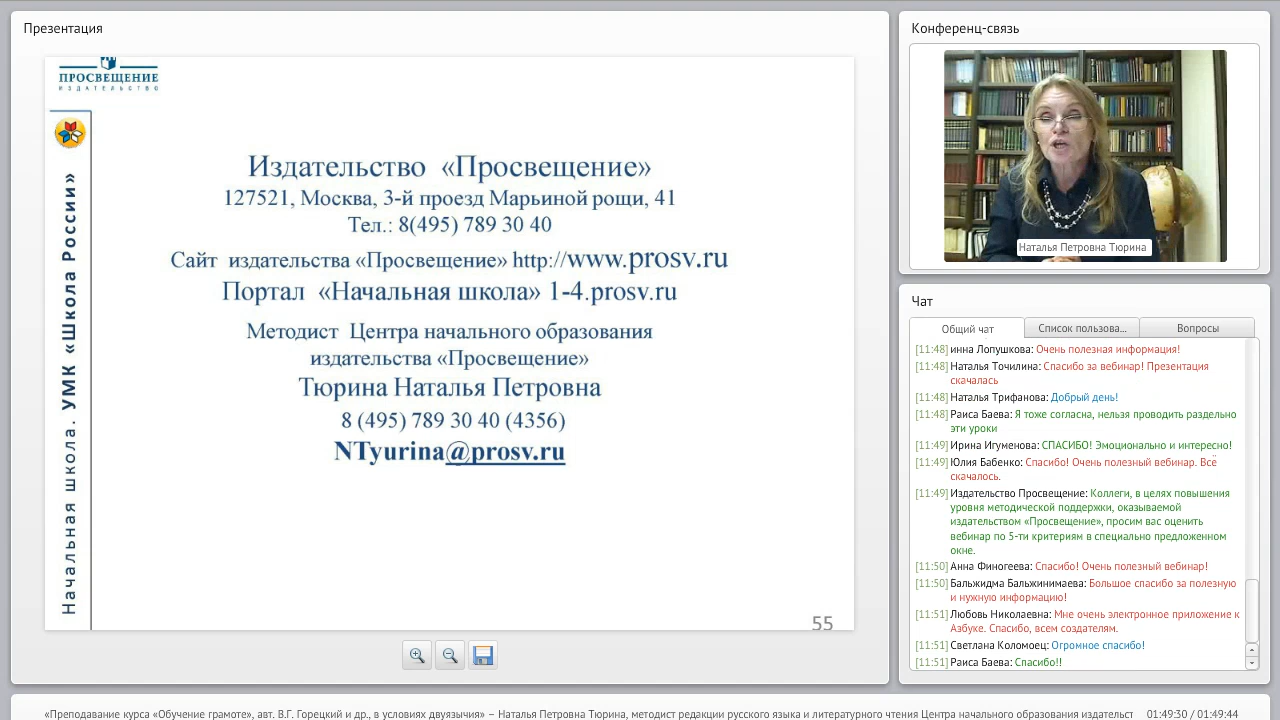 Презентация
ПРОСВЕЩЕНИЕ
ИЗДАТЕЛЬСТВО
Начальная школа. УМК «Школа России»
Издательство «Просвещение»
127521, Москва, 3-й проезд Марьиной рощи, 41
Тел.: 8(495) 789 30 40
Сайт издательства «Просвещение» http://www.prosv.ru
Портал «Начальная школа» 1-4.prosv.ru
Методист Центра начального образования
издательства «Просвещение»
Тюрина Наталья Петровна
8 (495) 789 30 40 (4356)
NTyurina@prosv.ru
55
Конференц-связь
Наталья Петровна Тюрина
Чат
Общий чат
Список пользова...
Вопросы
[11:48] инна Лопушкова: Очень полезная информация!
[11:48] Наталья Точилина: Спасибо за вебинар! Презентация
скачалась
[11:48] Наталья Трифанова: Добрый день!
[11:48] Раиса Баева: Я тоже согласна, нельзя проводить раздельно
эти уроки
[11:49] Ирина Игуменова: СПАСИБО! Эмоционально и интересно!
[11:49] Юлия Бабенко: Спасибо! Очень полезный вебинар. Всё
скачалось.
[11:49] Издательство Просвещение: Коллеги, в целях повышения
уровня методической поддержки, оказываемой
издательством «Просвещение», просим вас оценить
вебинар по 5-ти критериям в специально предложенном
окне.
[11:50] Анна Финогеева: Спасибо! Очень полезный вебинар!
[11:50] Бальжидма Бальжинимаева: Большое спасибо за полезную
и нужную информацию!
[11:51] Любовь Николаевна: Мне очень электронное приложение к
Азбуке. Спасибо, всем создателям.
[11:51] Светлана Коломоец: Огромное спасибо!
[11:51] Раиса Баева: Спасибо!!
«Преподавание курса «Обучение грамоте», авт. В.Г. Горецкий и др., в условиях двуязычия» – Наталья Петровна Тюрина, методист редакции русского языка и литературного чтения Центра начального образования издательст
01:49:30 / 01:49:44